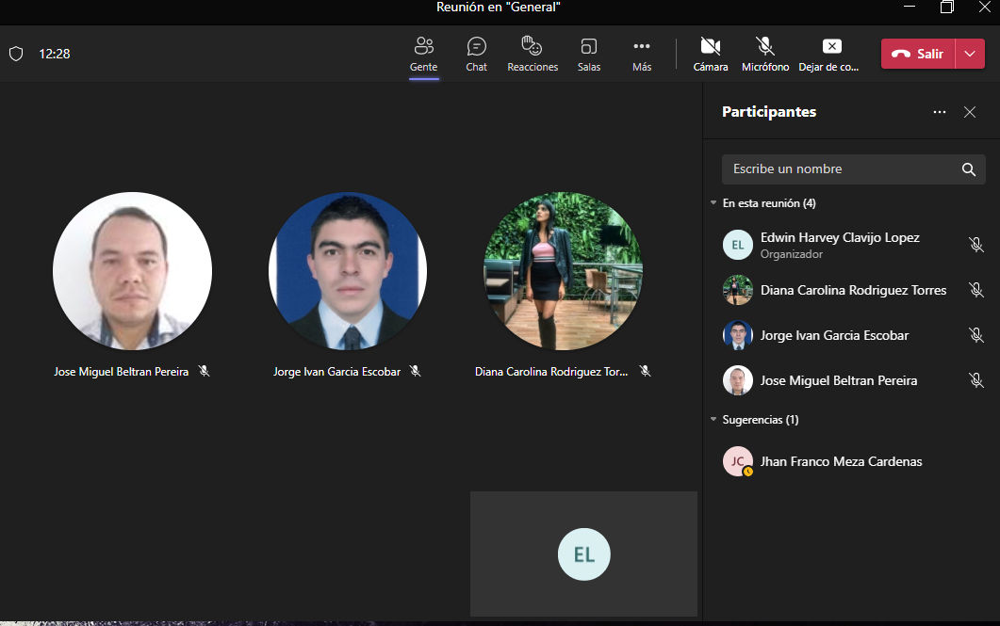 Reunión en "General"
12:28
Gente
Chat
Reacciones
Salas
Más
Cámara
Micrófono
Dejar de co...
Salir
Participantes
Escribe un nombre
En esta reunión (4)
EL
Edwin Harvey Clavijo Lopez
Organizador
Diana Carolina Rodriguez Torres
Jorge Ivan Garcia Escobar
Jose Miguel Beltran Pereira
Sugerencias (1)
JC
Jhan Franco Meza Cardenas
Jose Miguel Beltran Pereira
Jorge Ivan Garcia Escobar
Diana Carolina Rodriguez Tor...
EL